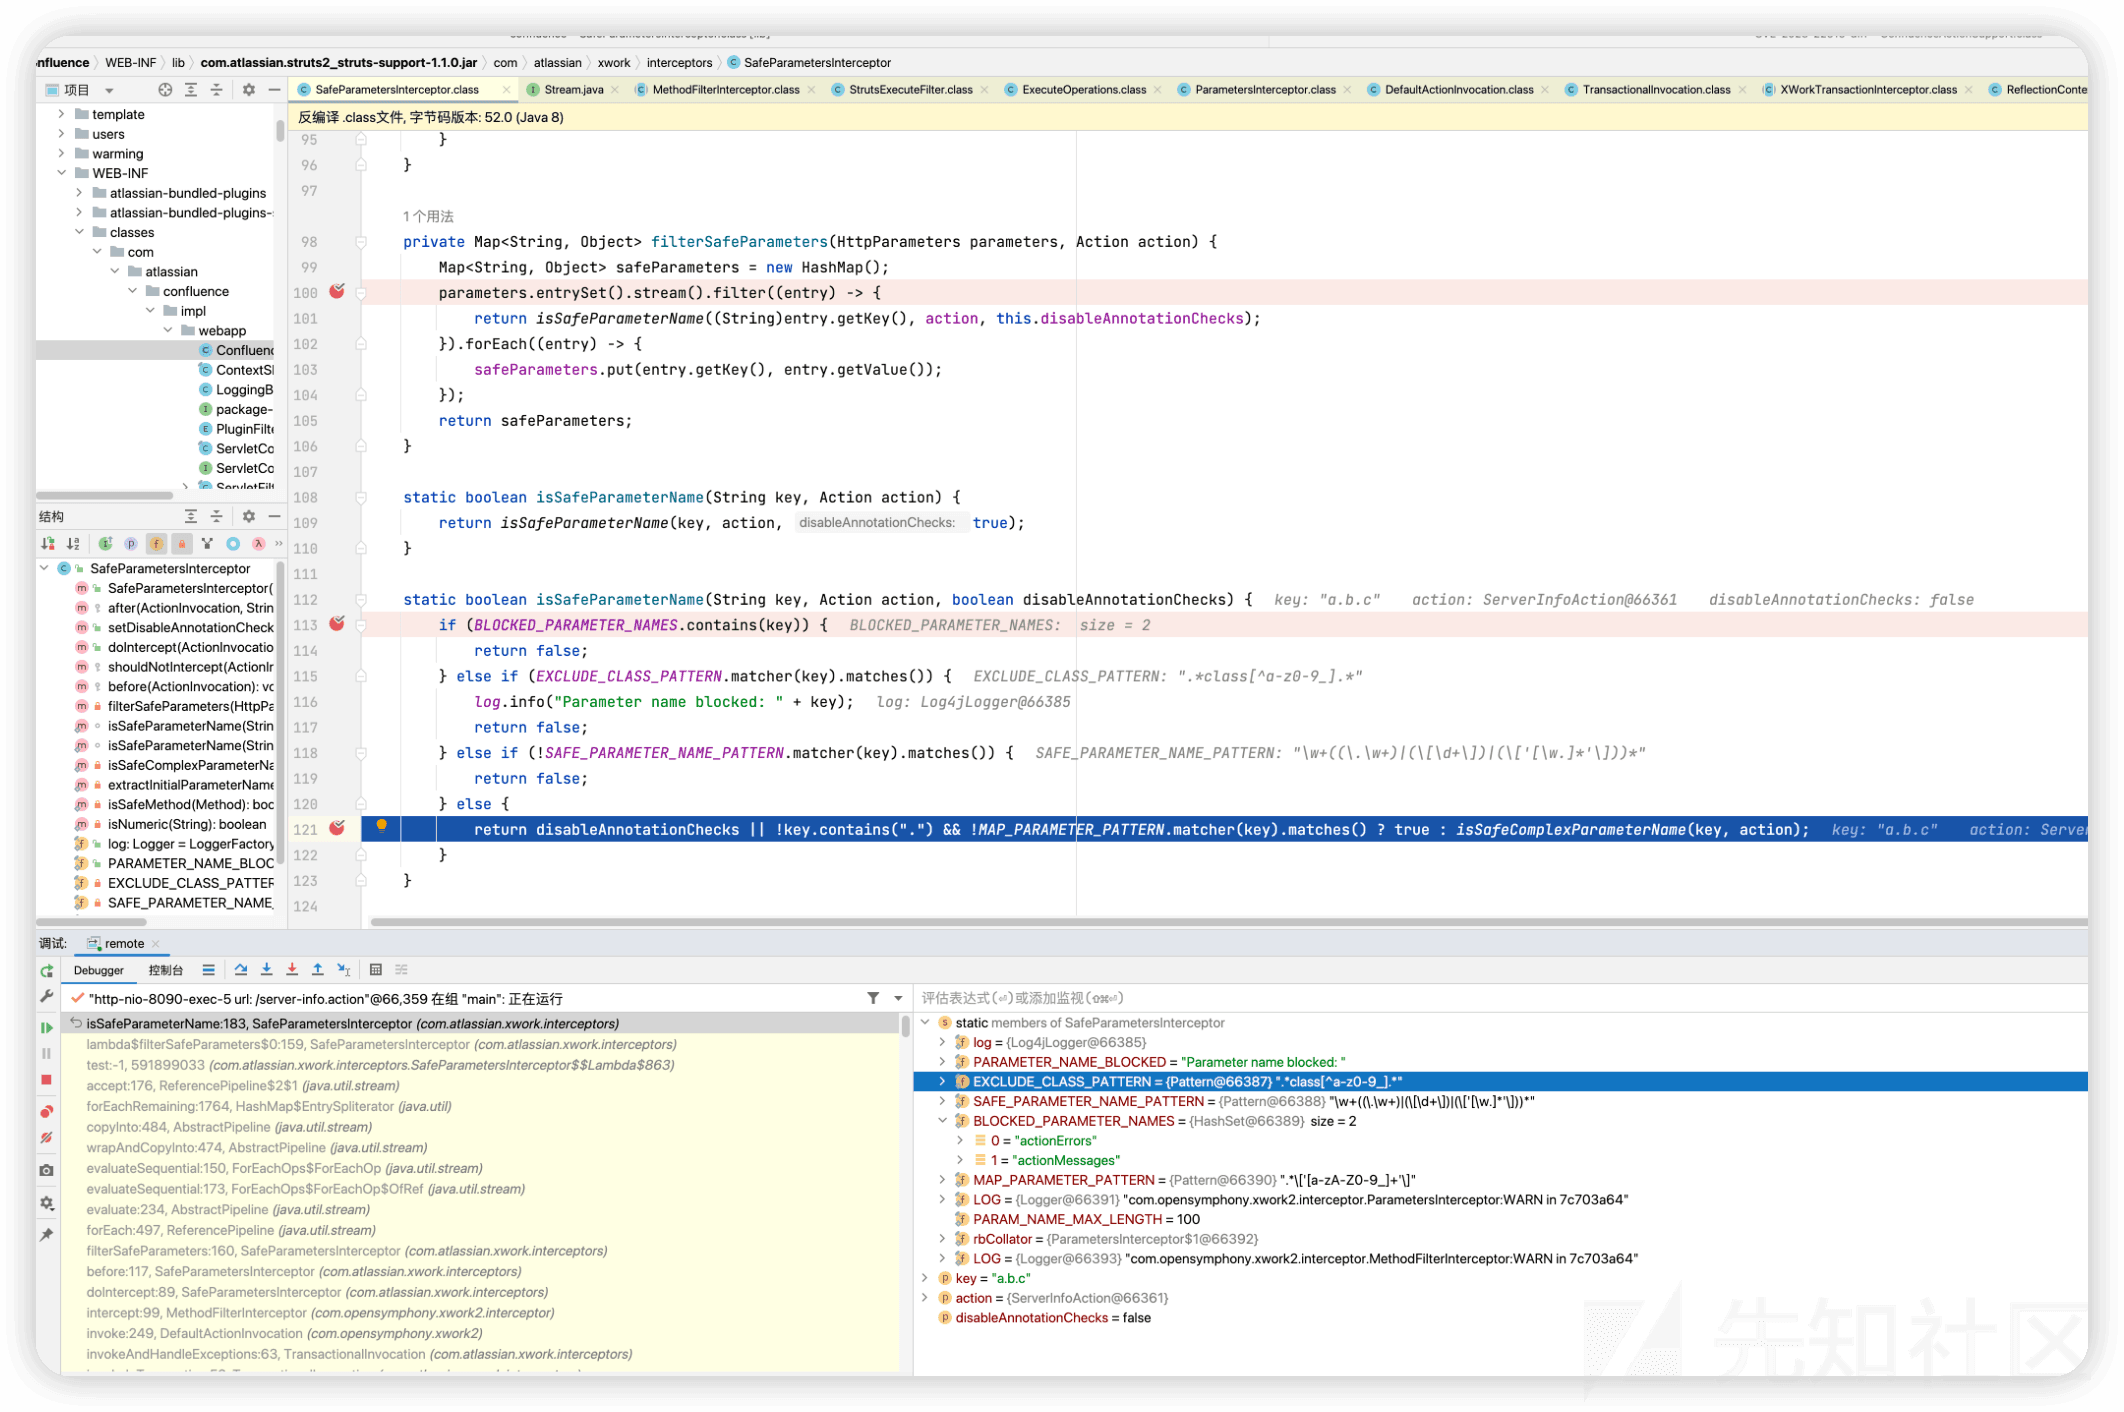 onfluence 〉 WEB-INF 〉 lib 〉 com.atlassian.struts2_struts-support-1.1.0.jar 〉 com 〉 atlassian 〉 xwork 〉 interceptors 〉 SafeParametersInterceptor
项目
SafeParametersInterceptor.class Stream.java MethodFilterInterceptor.class StrutsExecuteFilter.class ExecuteOperations.class ParametersInterceptor.class DefaultActionInvocation.class TransactionalInvocation.class XWorkTransactionInterceptor.class ReflectionConte
反编译 .class文件, 字节码版本: 52.0 (Java 8)
template
users
warming
WEB-INF
atlassian-bundled-plugins
atlassian-bundled-plugins-
classes
com
atlassian
confluence
impl
webapp
Confluenc
ContextS
LoggingB
package-
PluginFilte
ServletCo
ServletCo
ServletFilt
95 }
96 }
97
1 个用法
98 private Map<String, Object> filterSafeParameters(HttpParameters parameters, Action action) {
99 Map<String, Object> safeParameters = new HashMap();
100 parameters.entrySet().stream().filter((entry) -> {
101 return isSafeParameterName((String)entry.getKey(), action, this.disableAnnotationChecks);
102 }).forEach((entry) -> {
103 safeParameters.put(entry.getKey(), entry.getValue());
104 });
105 return safeParameters;
106 }
107
108 static boolean isSafeParameterName(String key, Action action) {
109 return isSafeParameterName(key, action, disableAnnotationChecks: true);
110 }
111
112 static boolean isSafeParameterName(String key, Action action, boolean disableAnnotationChecks) { key: "a.b.c" action: ServerInfoAction@66361 disableAnnotationChecks: false
113 if (BLOCKED_PARAMETER_NAMES.contains(key)) { BLOCKED_PARAMETER_NAMES: size = 2
114 return false;
115 } else if (EXCLUDE_CLASS_PATTERN.matcher(key).matches()) { EXCLUDE_CLASS_PATTERN: ".*class[^a-z0-9_].*"
116 log.info("Parameter name blocked: " + key); log: Log4jLogger@66385
117 return false;
118 } else if (!SAFE_PARAMETER_NAME_PATTERN.matcher(key).matches()) { SAFE_PARAMETER_NAME_PATTERN: "\w+((\.\w+)|(\[\d+\])|(\['[\w.]*'\]))*"
119 return false;
120 } else {
121 return disableAnnotationChecks || !key.contains(".") && !MAP_PARAMETER_PATTERN.matcher(key).matches() ? true : isSafeComplexParameterName(key, action); key: "a.b.c" action: Server
122 }
123 }
124
结构
SafeParametersInterceptor
SafeParametersInterceptor(
after(ActionInvocation, Strin
setDisableAnnotationCheck
doIntercept(ActionInvocatio
shouldNotIntercept(ActionIr
before(ActionInvocation): vo
filterSafeParameters(HttpPa
isSafeParameterName(Strin
isSafeParameterName(Strin
isSafeComplexParameterNa
extractInitialParameterName
isSafeMethod(Method): boo
isNumeric(String): boolean
log: Logger = LoggerFactory
PARAMETER_NAME_BLOC
EXCLUDE_CLASS_PATTER
SAFE_PARAMETER_NAME_
调试: remote
Debugger 控制台
"http-nio-8090-exec-5 url: /server-info.action"@66,359 在组 "main": 正在运行
isSafeParameterName:183, SafeParametersInterceptor (com.atlassian.xwork.interceptors)
lambda$filterSafeParameters$0:159, SafeParametersInterceptor (com.atlassian.xwork.interceptors)
test:-1, 591899033 (com.atlassian.xwork.interceptors.SafeParametersInterceptor$$Lambda$863)
accept:176, ReferencePipeline$2$1 (java.util.stream)
forEachRemaining:1764, HashMap$EntrySpliterator (java.util)
copyInto:484, AbstractPipeline (java.util.stream)
wrapAndCopyInto:474, AbstractPipeline (java.util.stream)
evaluateSequential:150, ForEachOps$ForEachOp (java.util.stream)
evaluateSequential:173, ForEachOps$ForEachOp$OfRef (java.util.stream)
evaluate:234, AbstractPipeline (java.util.stream)
forEach:497, ReferencePipeline (java.util.stream)
filterSafeParameters:160, SafeParametersInterceptor (com.atlassian.xwork.interceptors)
before:117, SafeParametersInterceptor (com.atlassian.xwork.interceptors)
doIntercept:89, SafeParametersInterceptor (com.atlassian.xwork.interceptors)
intercept:99, MethodFilterInterceptor (com.opensymphony.xwork2.interceptor)
invoke:249, DefaultActionInvocation (com.opensymphony.xwork2)
invokeAndHandleExceptions:63, TransactionalInvocation (com.atlassian.xwork.interceptors)
评估表达式(⏎)或添加监视(⇧⌘⏎)
static members of SafeParametersInterceptor
log = {Log4jLogger@66385}
PARAMETER_NAME_BLOCKED = "Parameter name blocked: "
EXCLUDE_CLASS_PATTERN = {Pattern@66387} ".*class[^a-z0-9_].*"
SAFE_PARAMETER_NAME_PATTERN = {Pattern@66388} "\w+((\.\w+)|(\[\d+\])|(\['[\w.]*'\]))*"
BLOCKED_PARAMETER_NAMES = {HashSet@66389} size = 2
0 = "actionErrors"
1 = "actionMessages"
MAP_PARAMETER_PATTERN = {Pattern@66390} ".*\['[a-zA-Z0-9_]+'\]"
LOG = {Logger@66391} "com.opensymphony.xwork2.interceptor.ParametersInterceptor:WARN in 7c703a64"
PARAM_NAME_MAX_LENGTH = 100
rbCollator = {ParametersInterceptor$1@66392}
LOG = {Logger@66393} "com.opensymphony.xwork2.interceptor.MethodFilterInterceptor:WARN in 7c703a64"
key = "a.b.c"
action = {ServerInfoAction@66361}
disableAnnotationChecks = false
先知社区